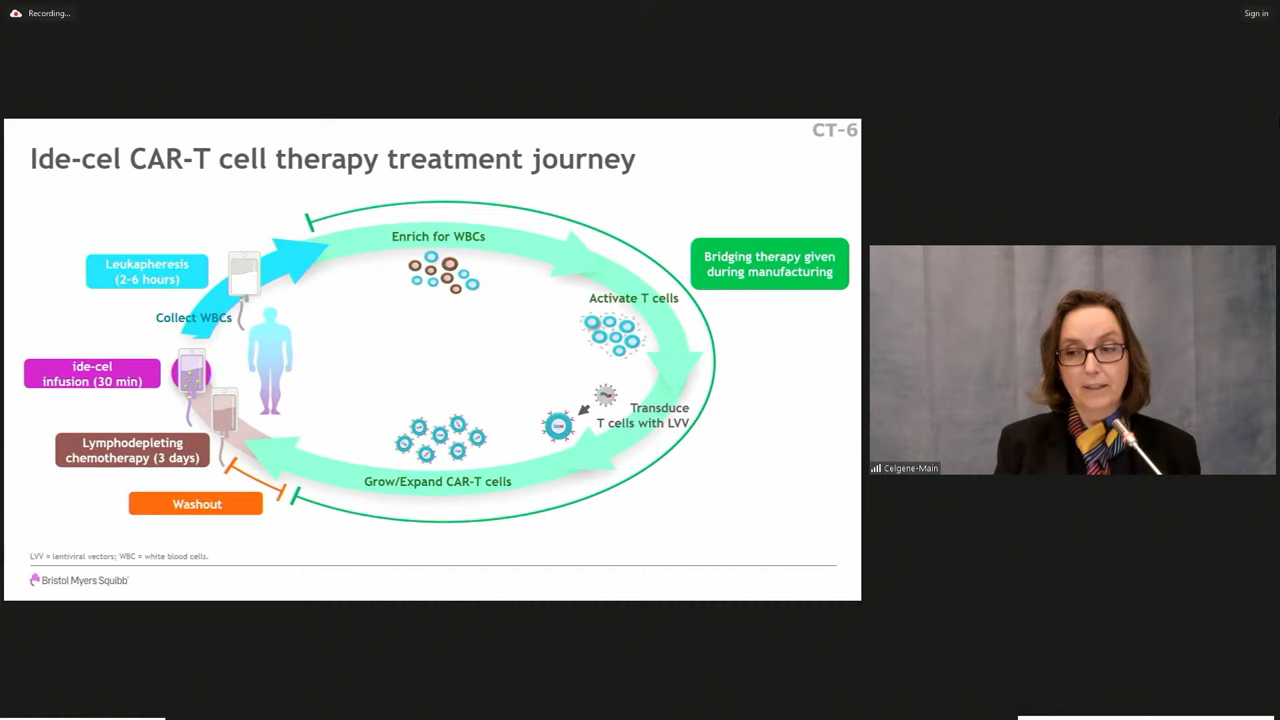 Recording...
Sign in
CT-6
Ide-cel CAR-T cell therapy treatment journey
Enrich for WBCs
Leukapheresis
(2-6 hours)
Bridging therapy given
during manufacturing
Activate T cells
Collect WBCs
ide-cel
infusion (30 min)
Transduce
T cells with LVV
Lymphodepleting
chemotherapy (3 days)
Grow/Expand CAR-T cells
Washout
LVV = lentiviral vectors; WBC = white blood cells.
Bristol Myers Squibb
Celgene-Main